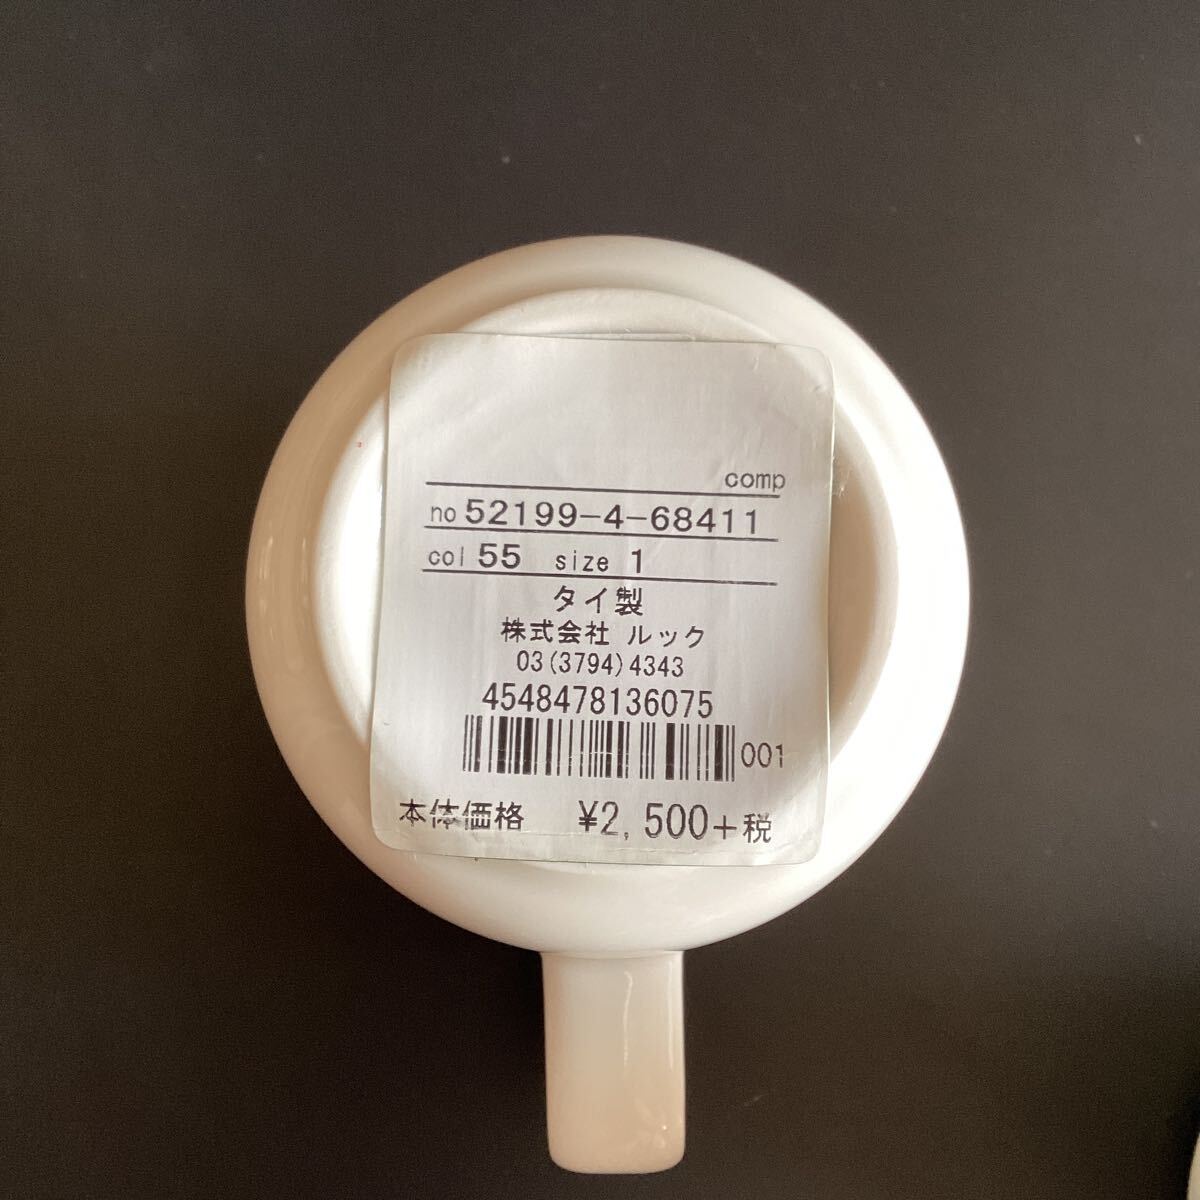 comp
no 52199-4-68411
col 55 size 1
タイ製
株式会社 ルック
03(3794)4343
4548478136075
001
本体価格 ¥2,500+税